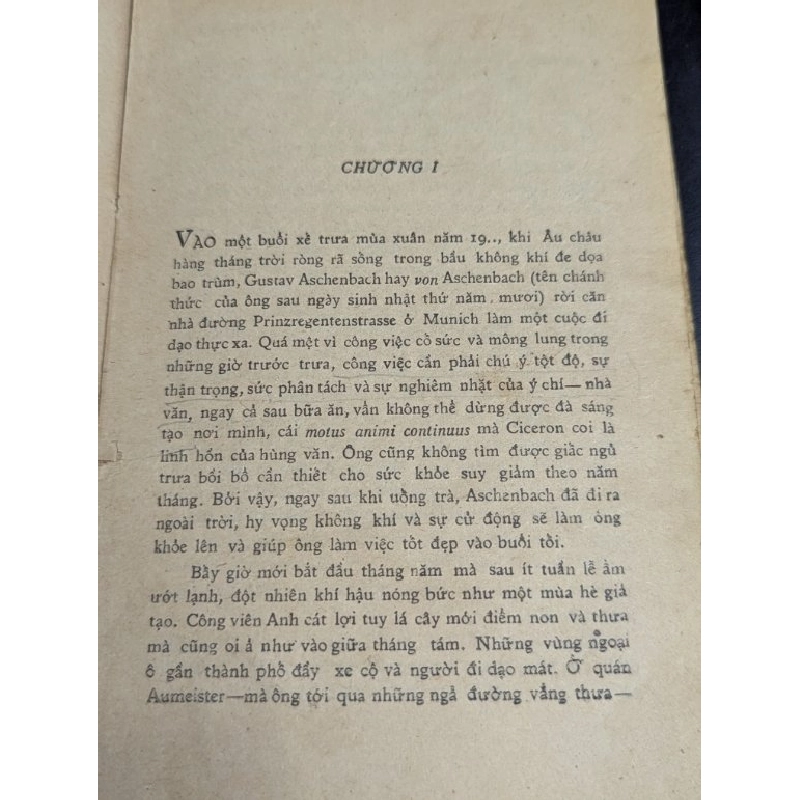 CHƯƠNG I
VÀO một buổi xế trưa mùa xuân năm 19.., khi Âu châu
hàng tháng trời ròng rã sống trong bầu không khí đe dọa
bao trùm, Gustav Aschenbach hay von Aschenbach (tên chánh
thức của ông sau ngày sinh nhật thứ năm mươi) rời căn
nhà đường Prinzregentenstrasse ở Munich làm một cuộc đi
dạo thực xa. Quá mệt vì công việc cố sức và mông lung trong
những giờ trước trưa, công việc cần phải chú ý tột độ, sự
thận trọng, sức phân tách và sự nghiêm nhặt của ý chí—nhà
văn, ngay cả sau bữa ăn, vẫn không thể dừng được đà sáng
tạo nơi mình, cái motus animi continuus mà Ciceron coi là
linh hồn của hùng văn. Ông cũng không tìm được giấc ngủ
trưa bồi bổ cần thiết cho sức khỏe suy giảm theo năm
tháng. Bởi vậy, ngay sau khi uống trà, Aschenbach đã đi ra
ngoài trời, hy vọng không khí và sự cử động sẽ làm ông
khỏe lên và giúp ông làm việc tốt đẹp vào buổi tối.
Bấy giờ mới bắt đầu tháng năm mà sau ít tuần lễ ẩm
ướt lạnh, đột nhiên khí hậu nóng bức như một mùa hè giả
tạo. Công viên Anh cát lợi tuy lá cây mới điểm non và thưa
mà cũng oi ả như vào giữa tháng tám. Những vùng ngoại
ô gần thành phố đầy xe cộ và người đi dạo mát. Ở quán
Aumeister—mà ông tới qua những ngả đường vắng thưa—